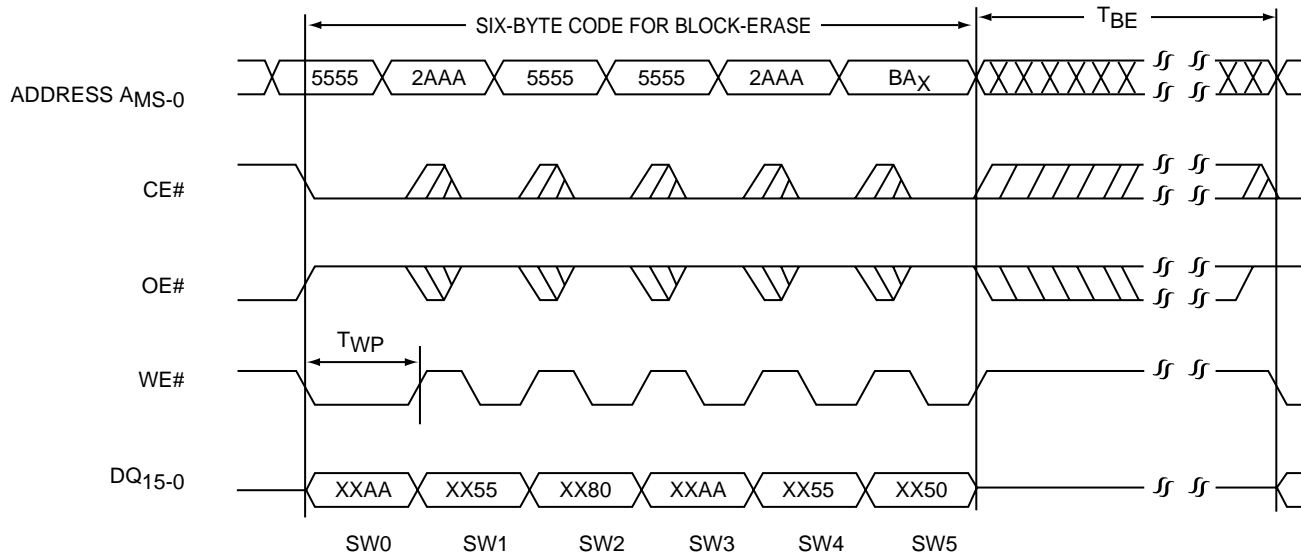 SIX-BYTE CODE FOR BLOCK-ERASE TBE
ADDRESS AMS-0 5555 2AAA 5555 5555 2AAA BAX
CE#
OE#
TWP
WE#
DQ15-0 XXAA XX55 XX80 XXAA XX55 XX50
SW0 SW1 SW2 SW3 SW4 SW5